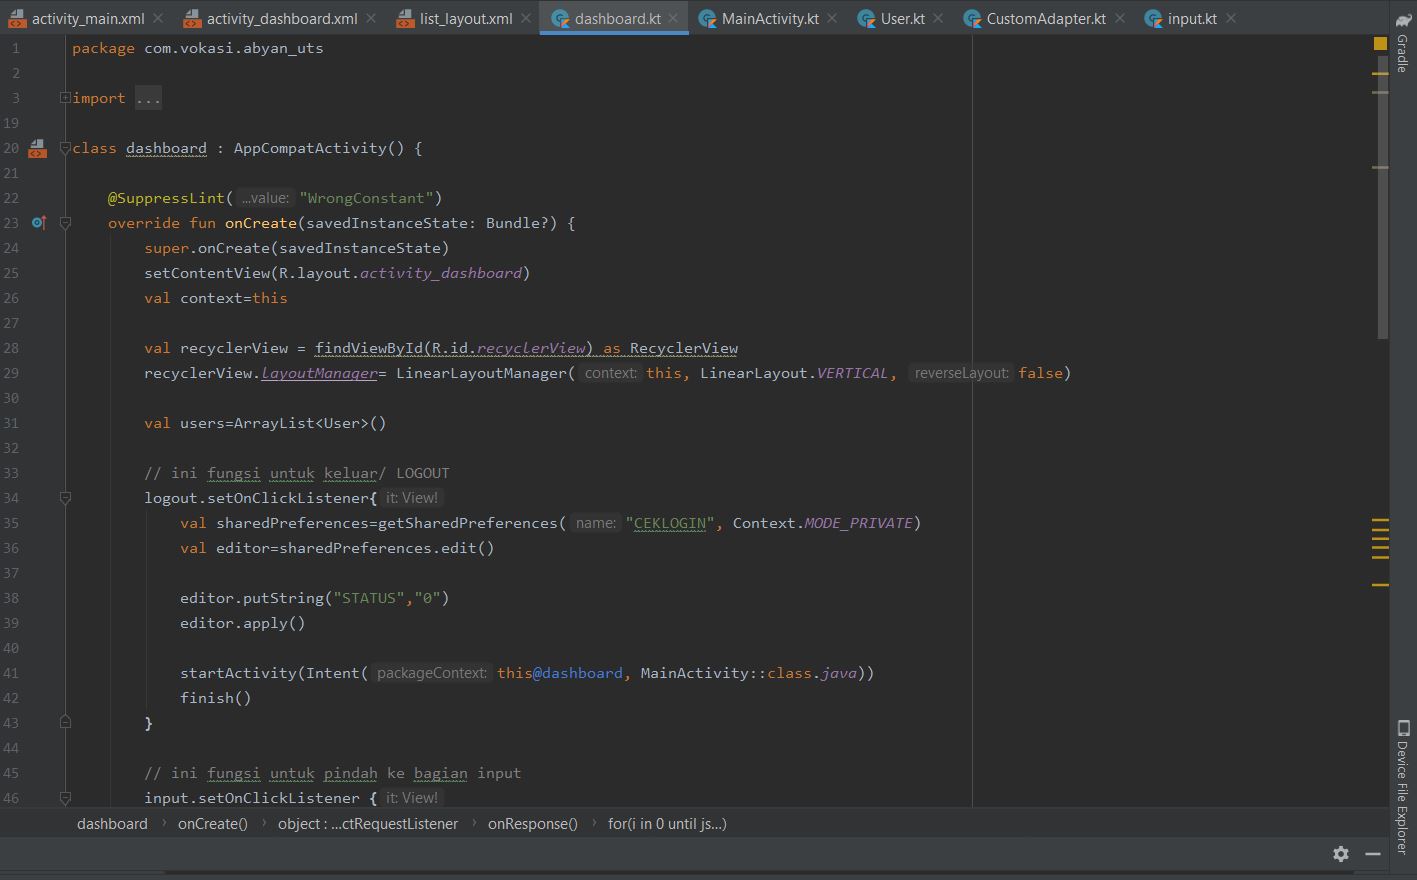 activity_main.xml activity_dashboard.xml list_layout.xml dashboard.kt MainActivity.kt User.kt CustomAdapter.kt input.kt
Gradle
1 package com.vokasi.abyan_uts
2
3 import ...
19
20 class dashboard : AppCompatActivity() {
21
22 @SuppressLint( ...value: "WrongConstant")
23 override fun onCreate(savedInstanceState: Bundle?) {
24 super.onCreate(savedInstanceState)
25 setContentView(R.layout.activity_dashboard)
26 val context=this
27
28 val recyclerView = findViewById(R.id.recyclerView) as RecyclerView
29 recyclerView.layoutManager= LinearLayoutManager( context: this, LinearLayout.VERTICAL, reverseLayout: false)
30
31 val users=ArrayList<User>()
32
33 // ini fungsi untuk keluar/ LOGOUT
34 logout.setOnClickListener{ it: View!
35 val sharedPreferences=getSharedPreferences( name: "CEKLOGIN", Context.MODE_PRIVATE)
36 val editor=sharedPreferences.edit()
37
38 editor.putString("STATUS","0")
39 editor.apply()
40
41 startActivity(Intent( packageContext: this@dashboard, MainActivity::class.java))
42 finish()
43 }
44
45 // ini fungsi untuk pindah ke bagian input
46 input.setOnClickListener { it: View!
Device File Explorer
dashboard › onCreate() › object : ...ctRequestListener › onResponse() › for(i in 0 until js...)